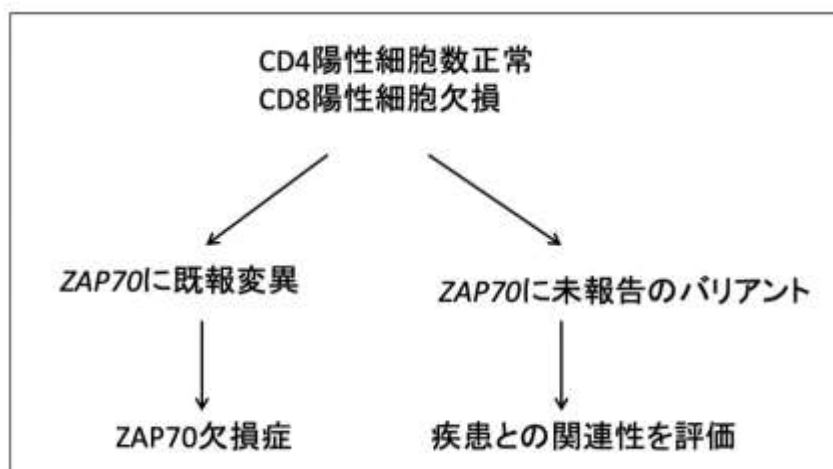 CD4陽性細胞数正常
CD8陽性細胞欠損
ZAP70に既報変異
ZAP70に未報告のバリアント
ZAP70欠損症
疾患との関連性を評価